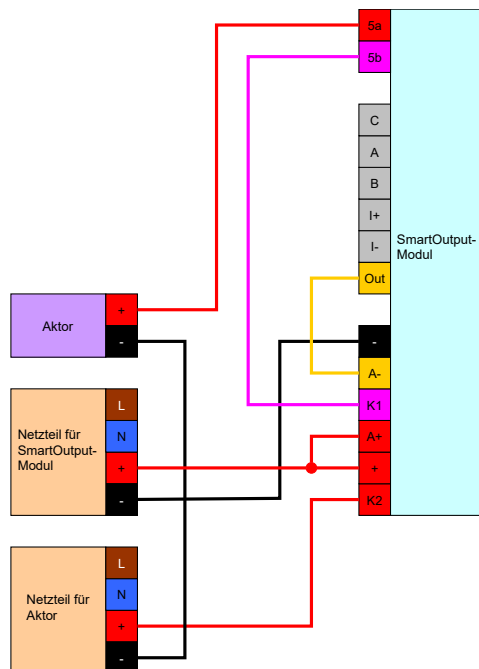 5a
5b
C
A
B
I+
I-
Out
-
A-
K1
A+
+
K2
SmartOutput-
Modul
Aktor
+
-
Netzteil für
SmartOutput-
Modul
L
N
+
-
Netzteil für
Aktor
L
N
+
-